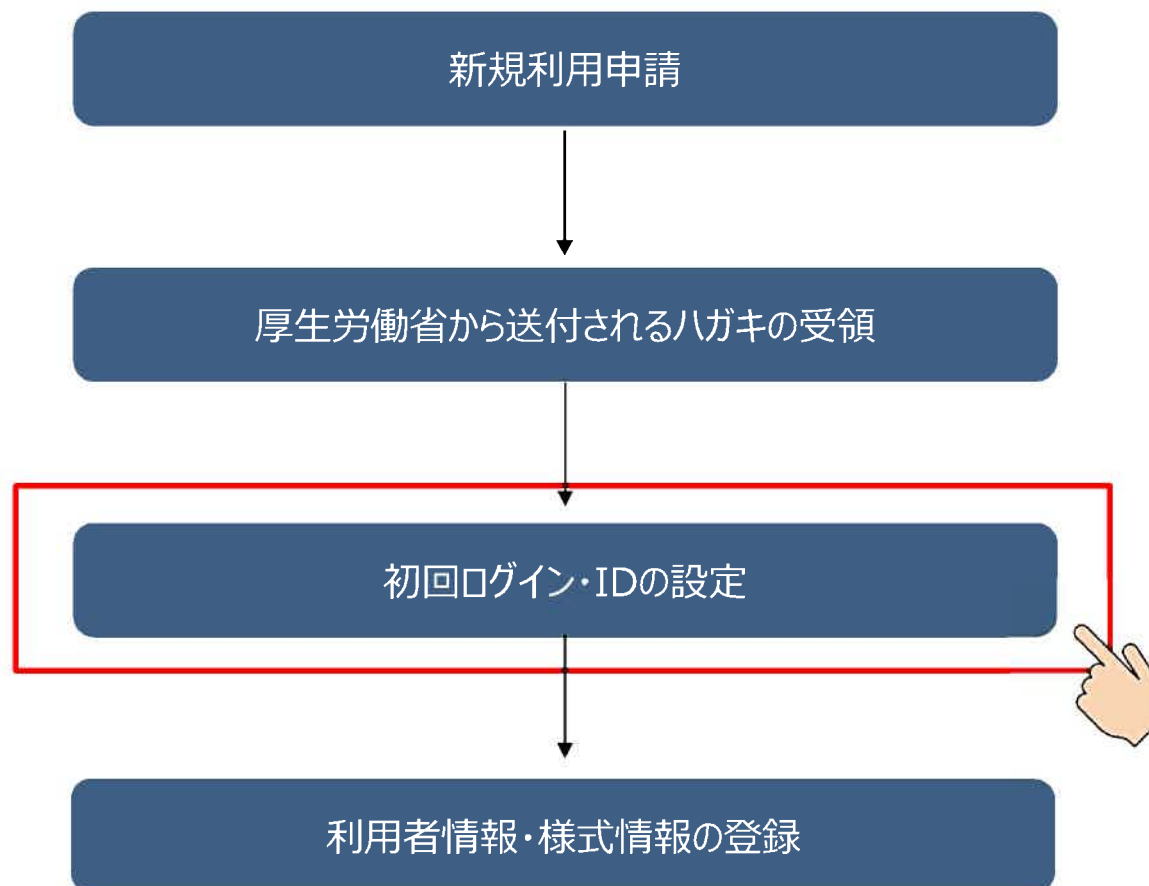 新規利用申請
厚生労働省から送付されるハガキの受領
初回ログイン・IDの設定
利用者情報・様式情報の登録